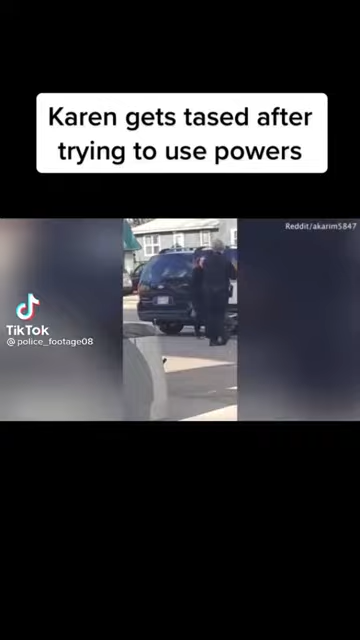 Karen gets tased after
trying to use powers
Reddit/akarim5847
TikTok
@police_footage08